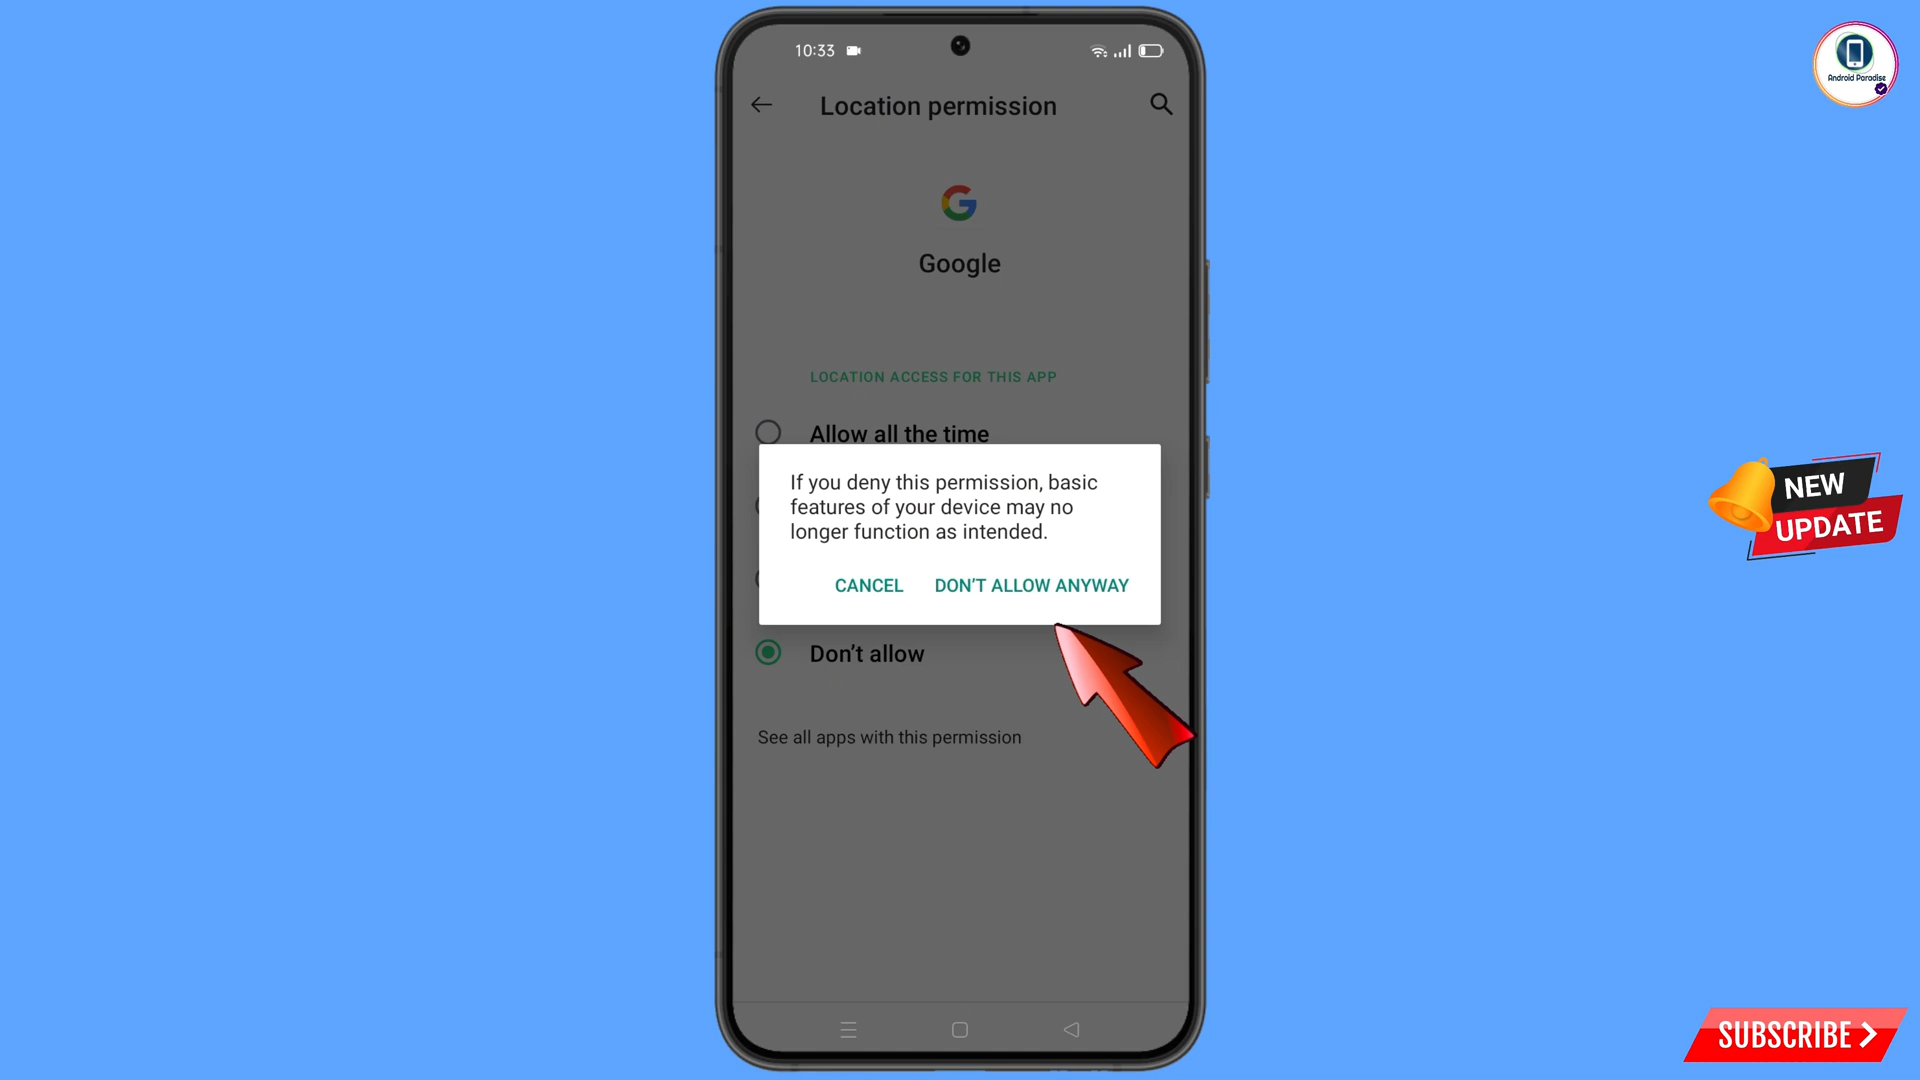 10:33
Android Paradise
Location permission
Google
LOCATION ACCESS FOR THIS APP
Allow all the time
If you deny this permission, basic
features of your device may no
longer function as intended.
CANCEL DON'T ALLOW ANYWAY
NEW
UPDATE
Don't allow
See all apps with this permission
SUBSCRIBE